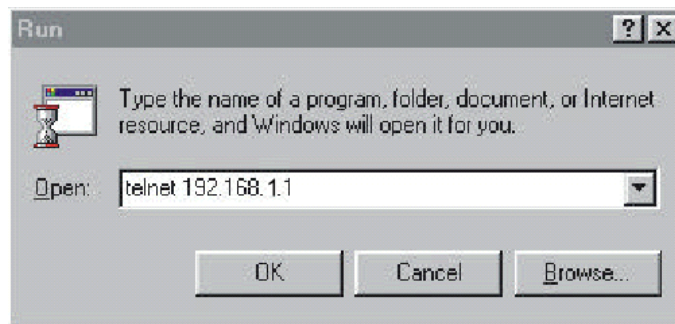 Run
Type the name of a program, folder, document, or Internet
resource, and Windows will open it for you.
Open: telnet 192.168.1.1
OK Cancel Browse...